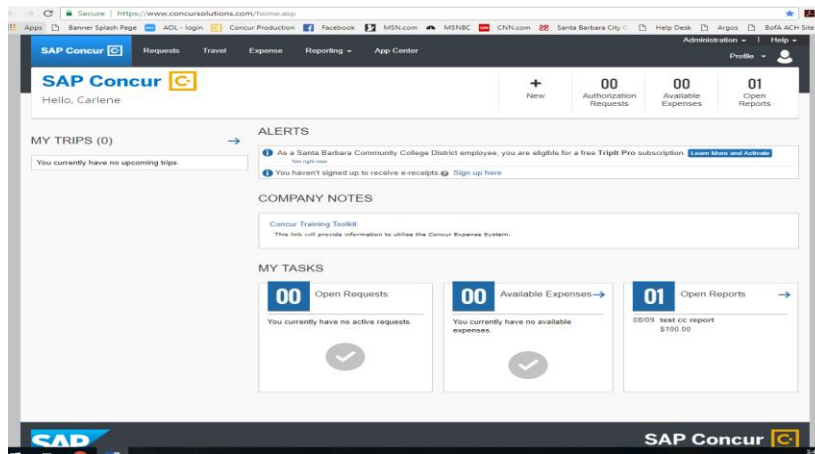 Secure | https://www.concursolutions.com/home.asp
Apps Banner Splash Page AOL - login Concur Production Facebook MSN.com MSNBC CNN.com Santa Barbara City C Help Desk Argos BofA ACH Site
Administration | Help
SAP Concur C Requests Travel Expense Reporting App Center
Profile
SAP Concur C
Hello, Carlene
+ New
00 Authorization Requests
00 Available Expenses
01 Open Reports
MY TRIPS (0) →
You currently have no upcoming trips.
ALERTS
As a Santa Barbara Community College District employee, you are eligible for a free TripIt Pro subscription. Learn More and Activate
Not right now
You haven't signed up to receive e-receipts Sign up here
COMPANY NOTES
Concur Training Toolkit
This link will provide information to utilise the Concur Expense System.
MY TASKS
00 Open Requests
You currently have no active requests.
00 Available Expenses→
You currently have no available
expenses.
01 Open Reports →
08/09 test cc report
$100.00
SAP
SAP Concur C